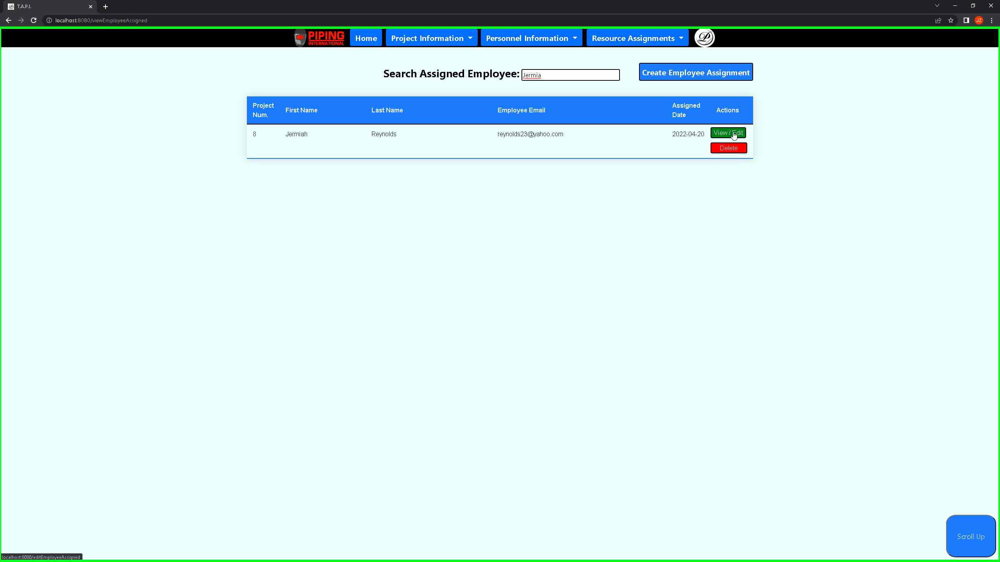 T.A.P.I.
localhost:8080/viewEmployeeAssigned
JZ
PIPING
INTERNATIONAL
Home
Project Information
Personnel Information
Resource Assignments
Search Assigned Employee: Jermia
Create Employee Assignment
Project Num.
First Name
Last Name
Employee Email
Assigned Date
Actions
8
Jermiah
Reynolds
reynolds23@yahoo.com
2022-04-20
View / Edit
Delete
Scroll Up
localhost:8080/editEmployeeAssigned